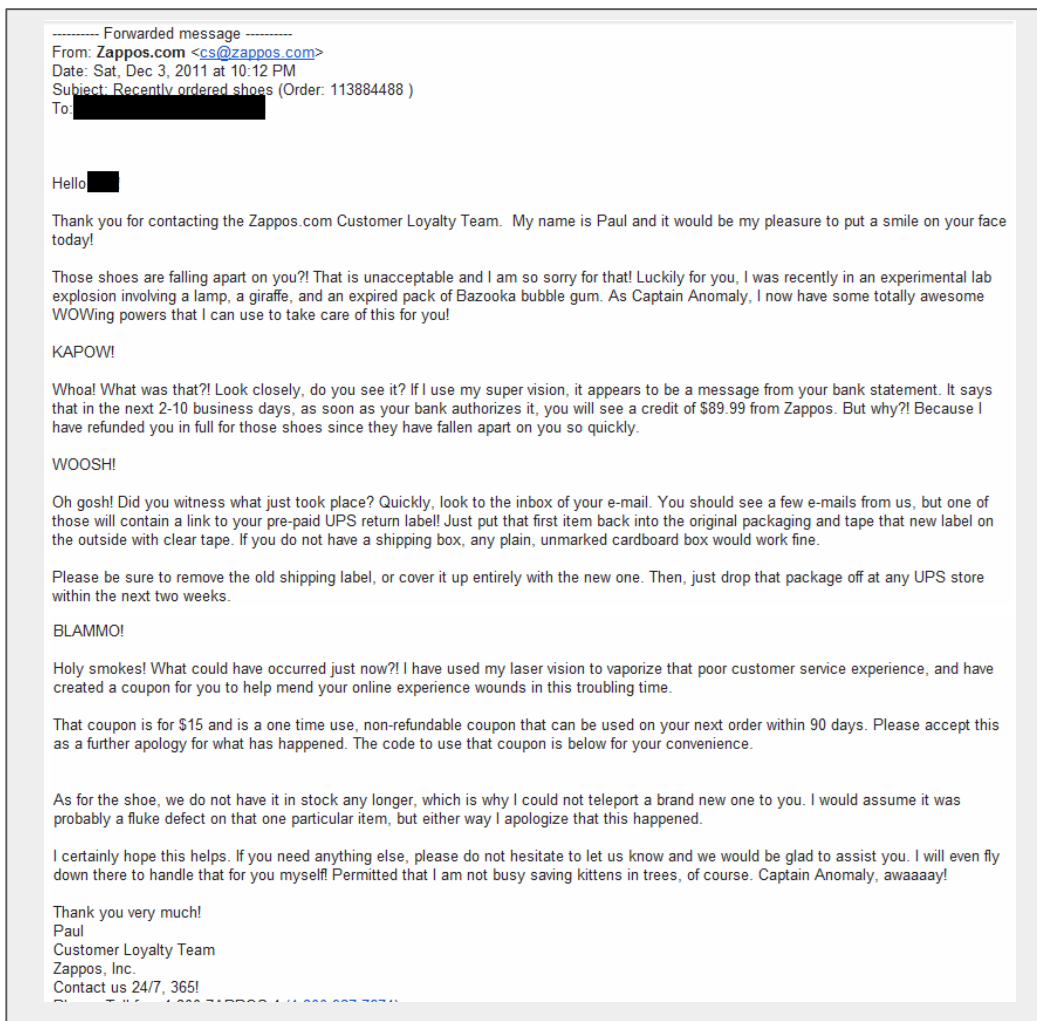 ---------- Forwarded message ----------
From: Zappos.com <cs@zappos.com>
Date: Sat, Dec 3, 2011 at 10:12 PM
Subject: Recently ordered shoes (Order: 113884488 )
To:
Hello
Thank you for contacting the Zappos.com Customer Loyalty Team.  My name is Paul and it would be my pleasure to put a smile on your face
today!
Those shoes are falling apart on you?! That is unacceptable and I am so sorry for that! Luckily for you, I was recently in an experimental lab
explosion involving a lamp, a giraffe, and an expired pack of Bazooka bubble gum. As Captain Anomaly, I now have some totally awesome
WOWing powers that I can use to take care of this for you!
KAPOW!
Whoa! What was that?! Look closely, do you see it? If I use my super vision, it appears to be a message from your bank statement. It says
that in the next 2-10 business days, as soon as your bank authorizes it, you will see a credit of $89.99 from Zappos. But why?! Because I
have refunded you in full for those shoes since they have fallen apart on you so quickly.
WOOSH!
Oh gosh! Did you witness what just took place? Quickly, look to the inbox of your e-mail. You should see a few e-mails from us, but one of
those will contain a link to your pre-paid UPS return label! Just put that first item back into the original packaging and tape that new label on
the outside with clear tape. If you do not have a shipping box, any plain, unmarked cardboard box would work fine.
Please be sure to remove the old shipping label, or cover it up entirely with the new one. Then, just drop that package off at any UPS store
within the next two weeks.
BLAMMO!
Holy smokes! What could have occurred just now?! I have used my laser vision to vaporize that poor customer service experience, and have
created a coupon for you to help mend your online experience wounds in this troubling time.
That coupon is for $15 and is a one time use, non-refundable coupon that can be used on your next order within 90 days. Please accept this
as a further apology for what has happened. The code to use that coupon is below for your convenience.
As for the shoe, we do not have it in stock any longer, which is why I could not teleport a brand new one to you. I would assume it was
probably a fluke defect on that one particular item, but either way I apologize that this happened.
I certainly hope this helps. If you need anything else, please do not hesitate to let us know and we would be glad to assist you. I will even fly
down there to handle that for you myself! Permitted that I am not busy saving kittens in trees, of course. Captain Anomaly, awaaaay!
Thank you very much!
Paul
Customer Loyalty Team
Zappos, Inc.
Contact us 24/7, 365!